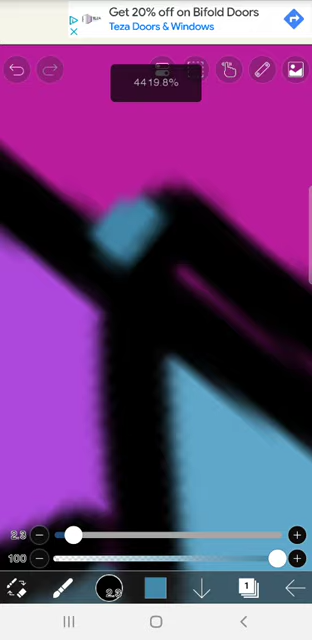 Get 20% off on Bifold Doors
Teza Doors & Windows
4419.8%
2.3
100
2.3
1